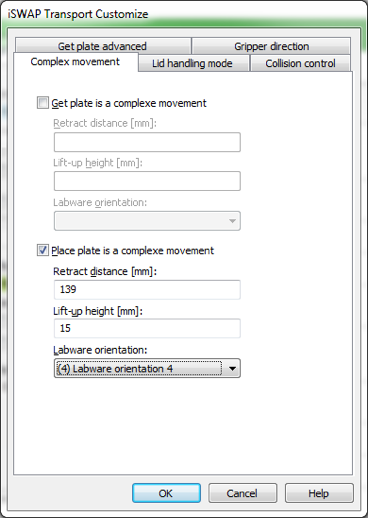 iSWAP Transport Customize
Get plate advanced
Gripper direction
Complex movement
Lid handling mode
Collision control
Get plate is a complexe movement
Retract distance [mm]:
Lift-up height [mm]:
Labware orientation:
Place plate is a complexe movement
Retract distance [mm]:
139
Lift-up height [mm]:
15
Labware orientation:
(4) Labware orientation 4
OK
Cancel
Help